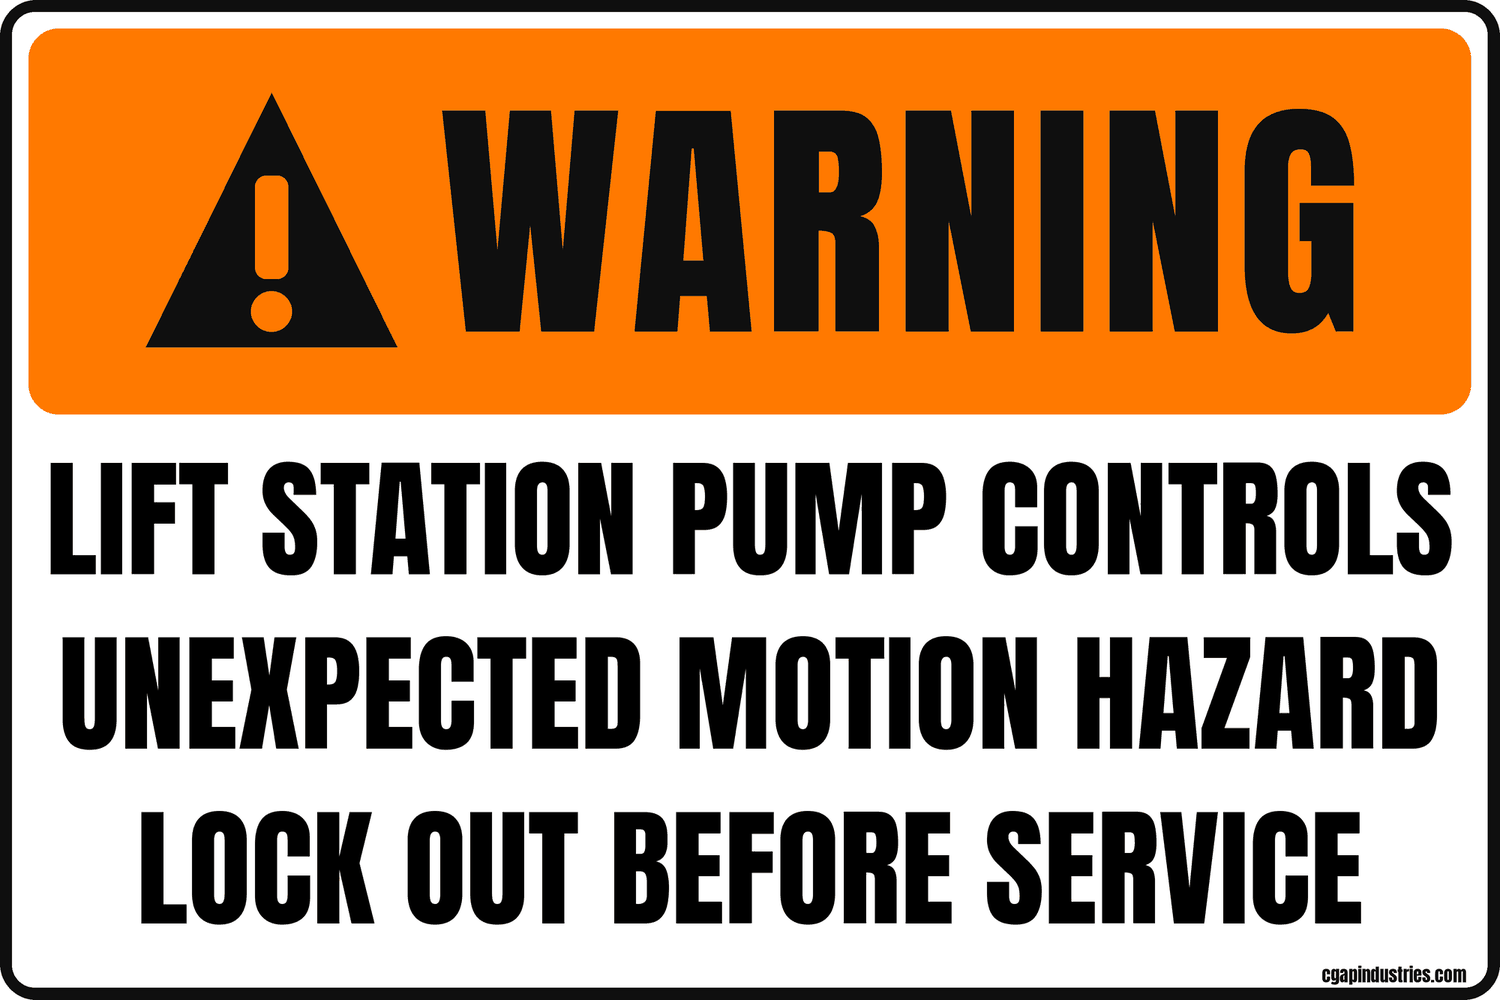 WARNING
LIFT STATION PUMP CONTROLS
UNEXPECTED MOTION HAZARD
LOCK OUT BEFORE SERVICE
cgapindustries.com